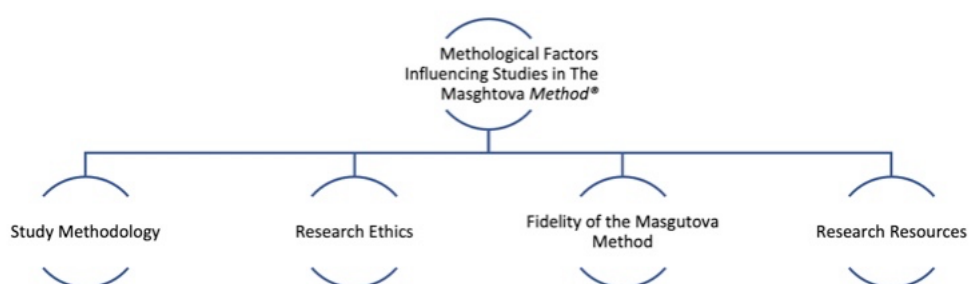 Methological Factors
Influencing Studies in The
Masghtova Method®
Study Methodology
Research Ethics
Fidelity of the Masgutova
Method
Research Resources